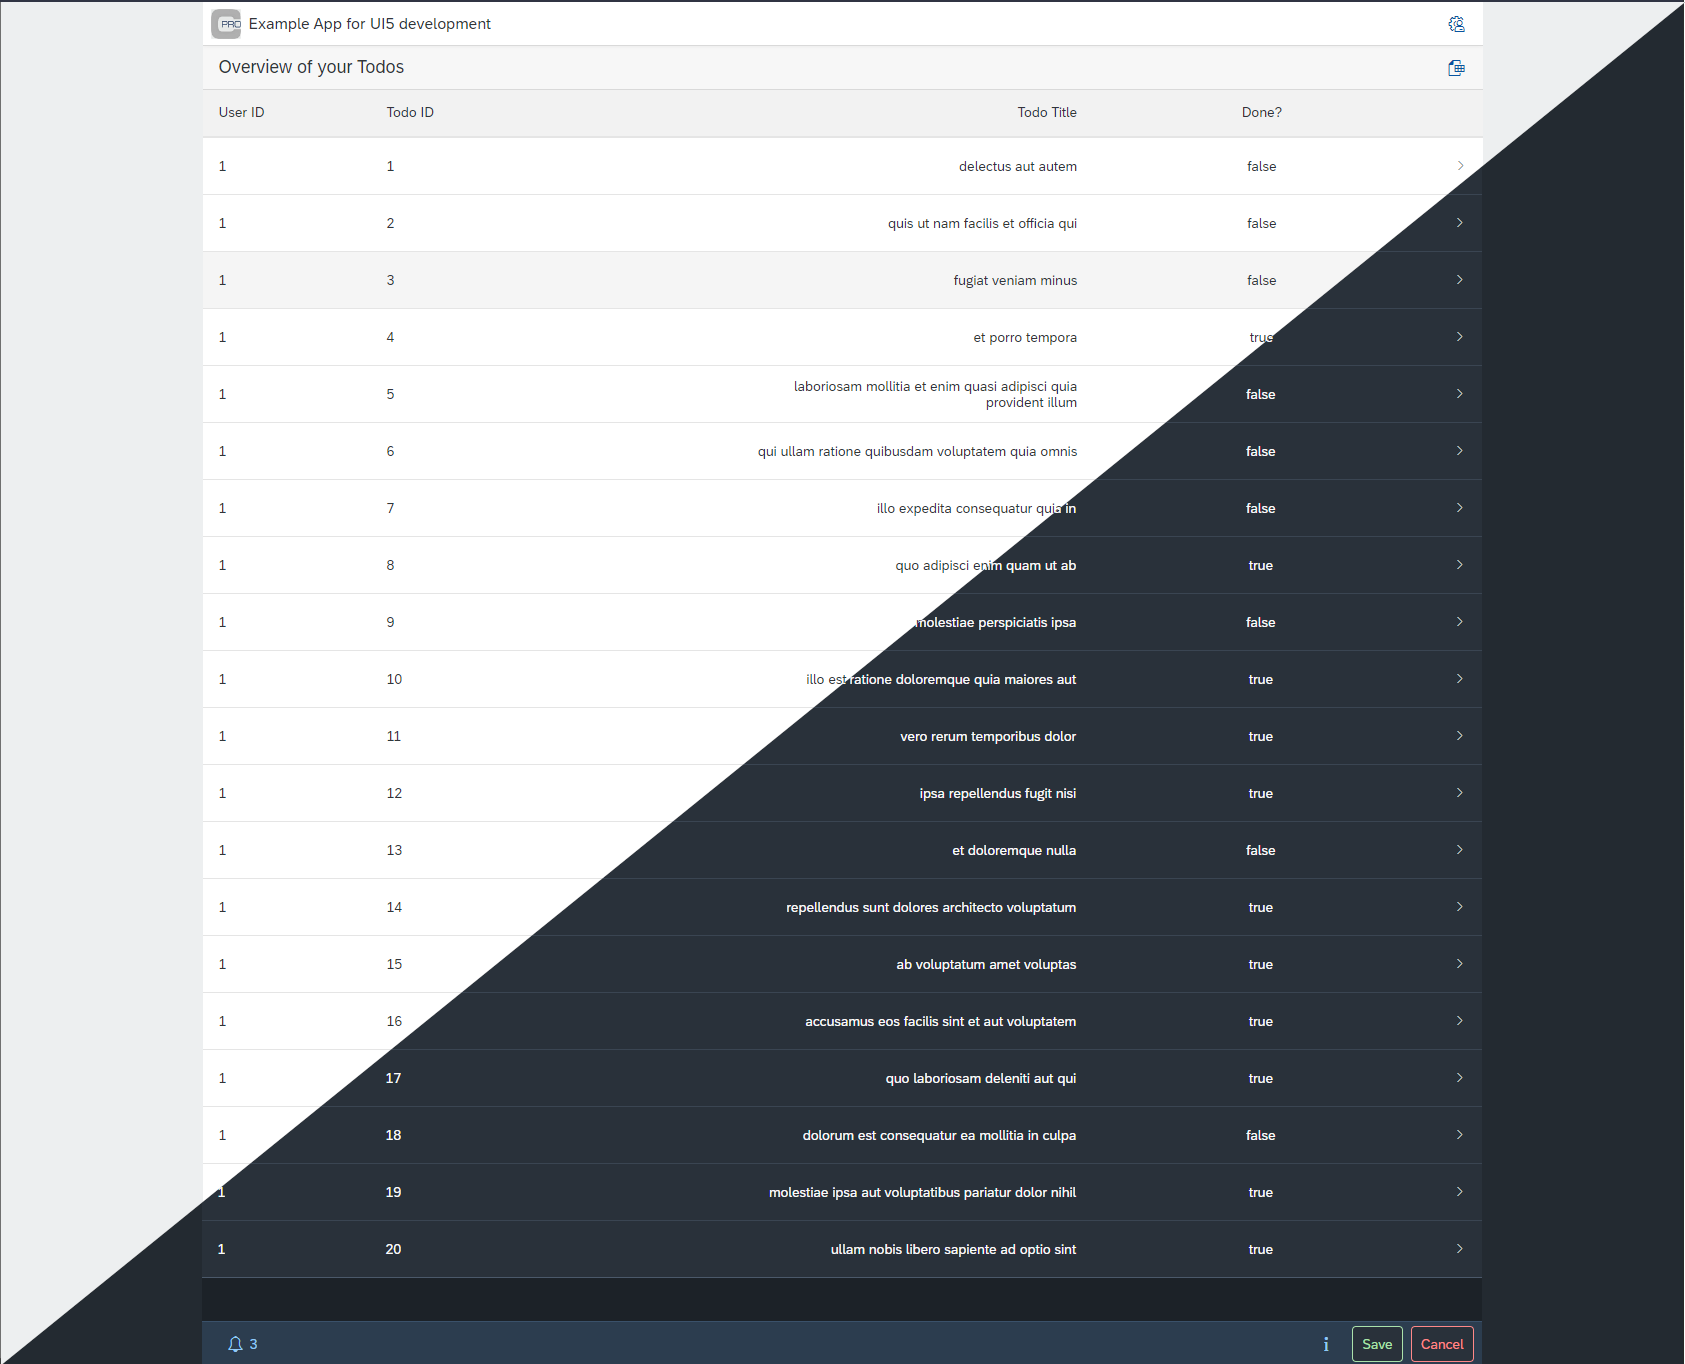 PRO Example App for UI5 development
Overview of your Todos
User ID Todo ID Todo Title Done?
1 1 delectus aut autem false
1 2 quis ut nam facilis et officia qui false
1 3 fugiat veniam minus false
1 4 et porro tempora true
1 5 laboriosam mollitia et enim quasi adipisci quia
provident illum false
1 6 qui ullam ratione quibusdam voluptatem quia omnis false
1 7 illo expedita consequatur quia in false
1 8 quo adipisci enim quam ut ab true
1 9 molestiae perspiciatis ipsa false
1 10 illo est ratione doloremque quia maiores aut true
1 11 vero rerum temporibus dolor true
1 12 ipsa repellendus fugit nisi true
1 13 et doloremque nulla false
1 14 repellendus sunt dolores architecto voluptatum true
1 15 ab voluptatum amet voluptas true
1 16 accusamus eos facilis sint et aut voluptatem true
1 17 quo laboriosam deleniti aut qui true
1 18 dolorum est consequatur ea mollitia in culpa false
1 19 molestiae ipsa aut voluptatibus pariatur dolor nihil true
1 20 ullam nobis libero sapiente ad optio sint true
3 Save Cancel